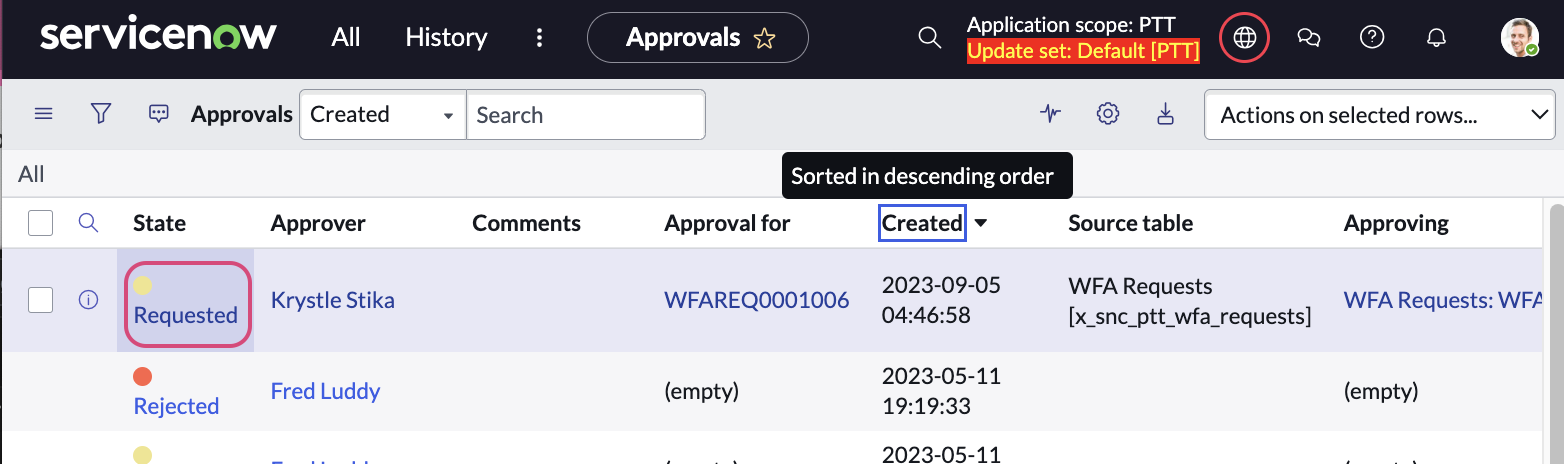 servicenow All History Approvals Application scope: PTT
Update set: Default [PTT]
Approvals Created Search Actions on selected rows...
All
Sorted in descending order
State Approver Comments Approval for Created Source table Approving
Requested Krystle Stika WFAREQ0001006 2023-09-05 04:46:58 WFA Requests [x_snc_ptt_wfa_requests] WFA Requests: WFA
Rejected Fred Luddy (empty) 2023-05-11 19:19:33 (empty)
2023-05-11